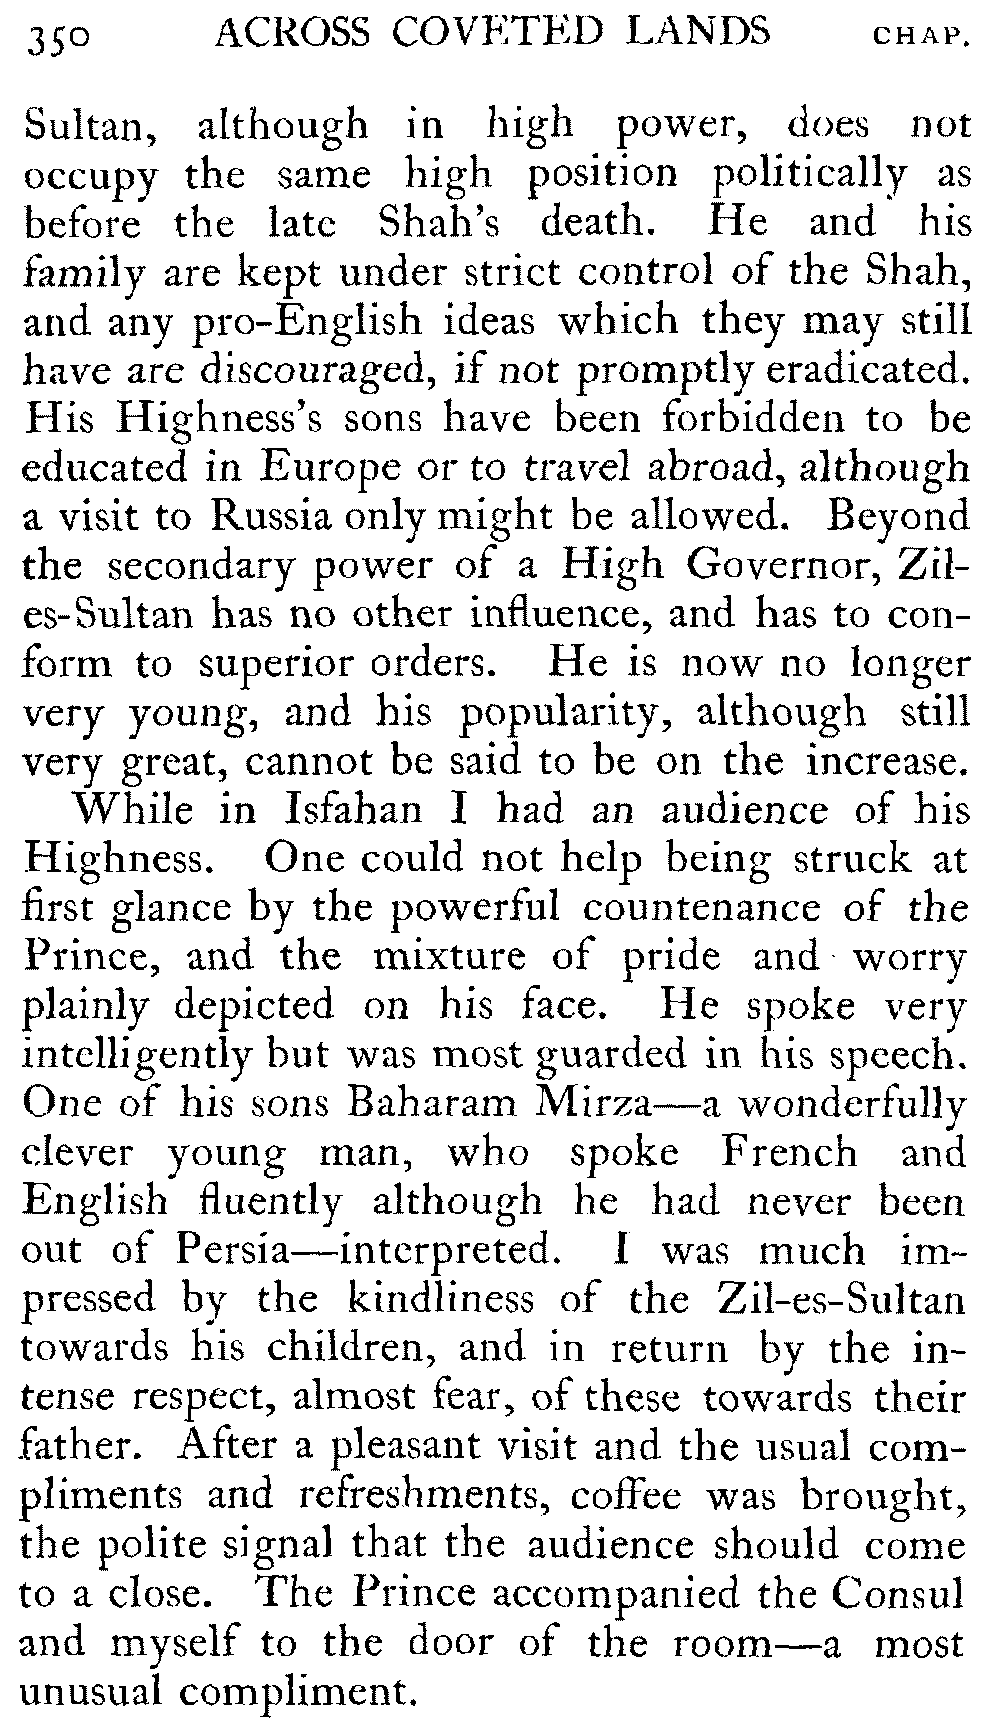 350 ACROSS COVETED LANDS CHAP.
Sultan, although in high power, does not
occupy the same high position politically as
before the late Shah's death. He and his
family are kept under strict control of the Shah,
and any pro-English ideas which they may still
have are discouraged, if not promptly eradicated.
His Highness's sons have been forbidden to be
educated in Europe or to travel abroad, although
a visit to Russia only might be allowed. Beyond
the secondary power of a High Governor, Zil-
es-Sultan has no other influence, and has to con-
form to superior orders. He is now no longer
very young, and his popularity, although still
very great, cannot be said to be on the increase.
While in Isfahan I had an audience of his
Highness. One could not help being struck at
first glance by the powerful countenance of the
Prince, and the mixture of pride and worry
plainly depicted on his face. He spoke very
intelligently but was most guarded in his speech.
One of his sons Baharam Mirza—a wonderfully
clever young man, who spoke French and
English fluently although he had never been
out of Persia—interpreted. I was much im-
pressed by the kindliness of the Zil-es-Sultan
towards his children, and in return by the in-
tense respect, almost fear, of these towards their
father. After a pleasant visit and the usual com-
pliments and refreshments, coffee was brought,
the polite signal that the audience should come
to a close. The Prince accompanied the Consul
and myself to the door of the room—a most
unusual compliment.